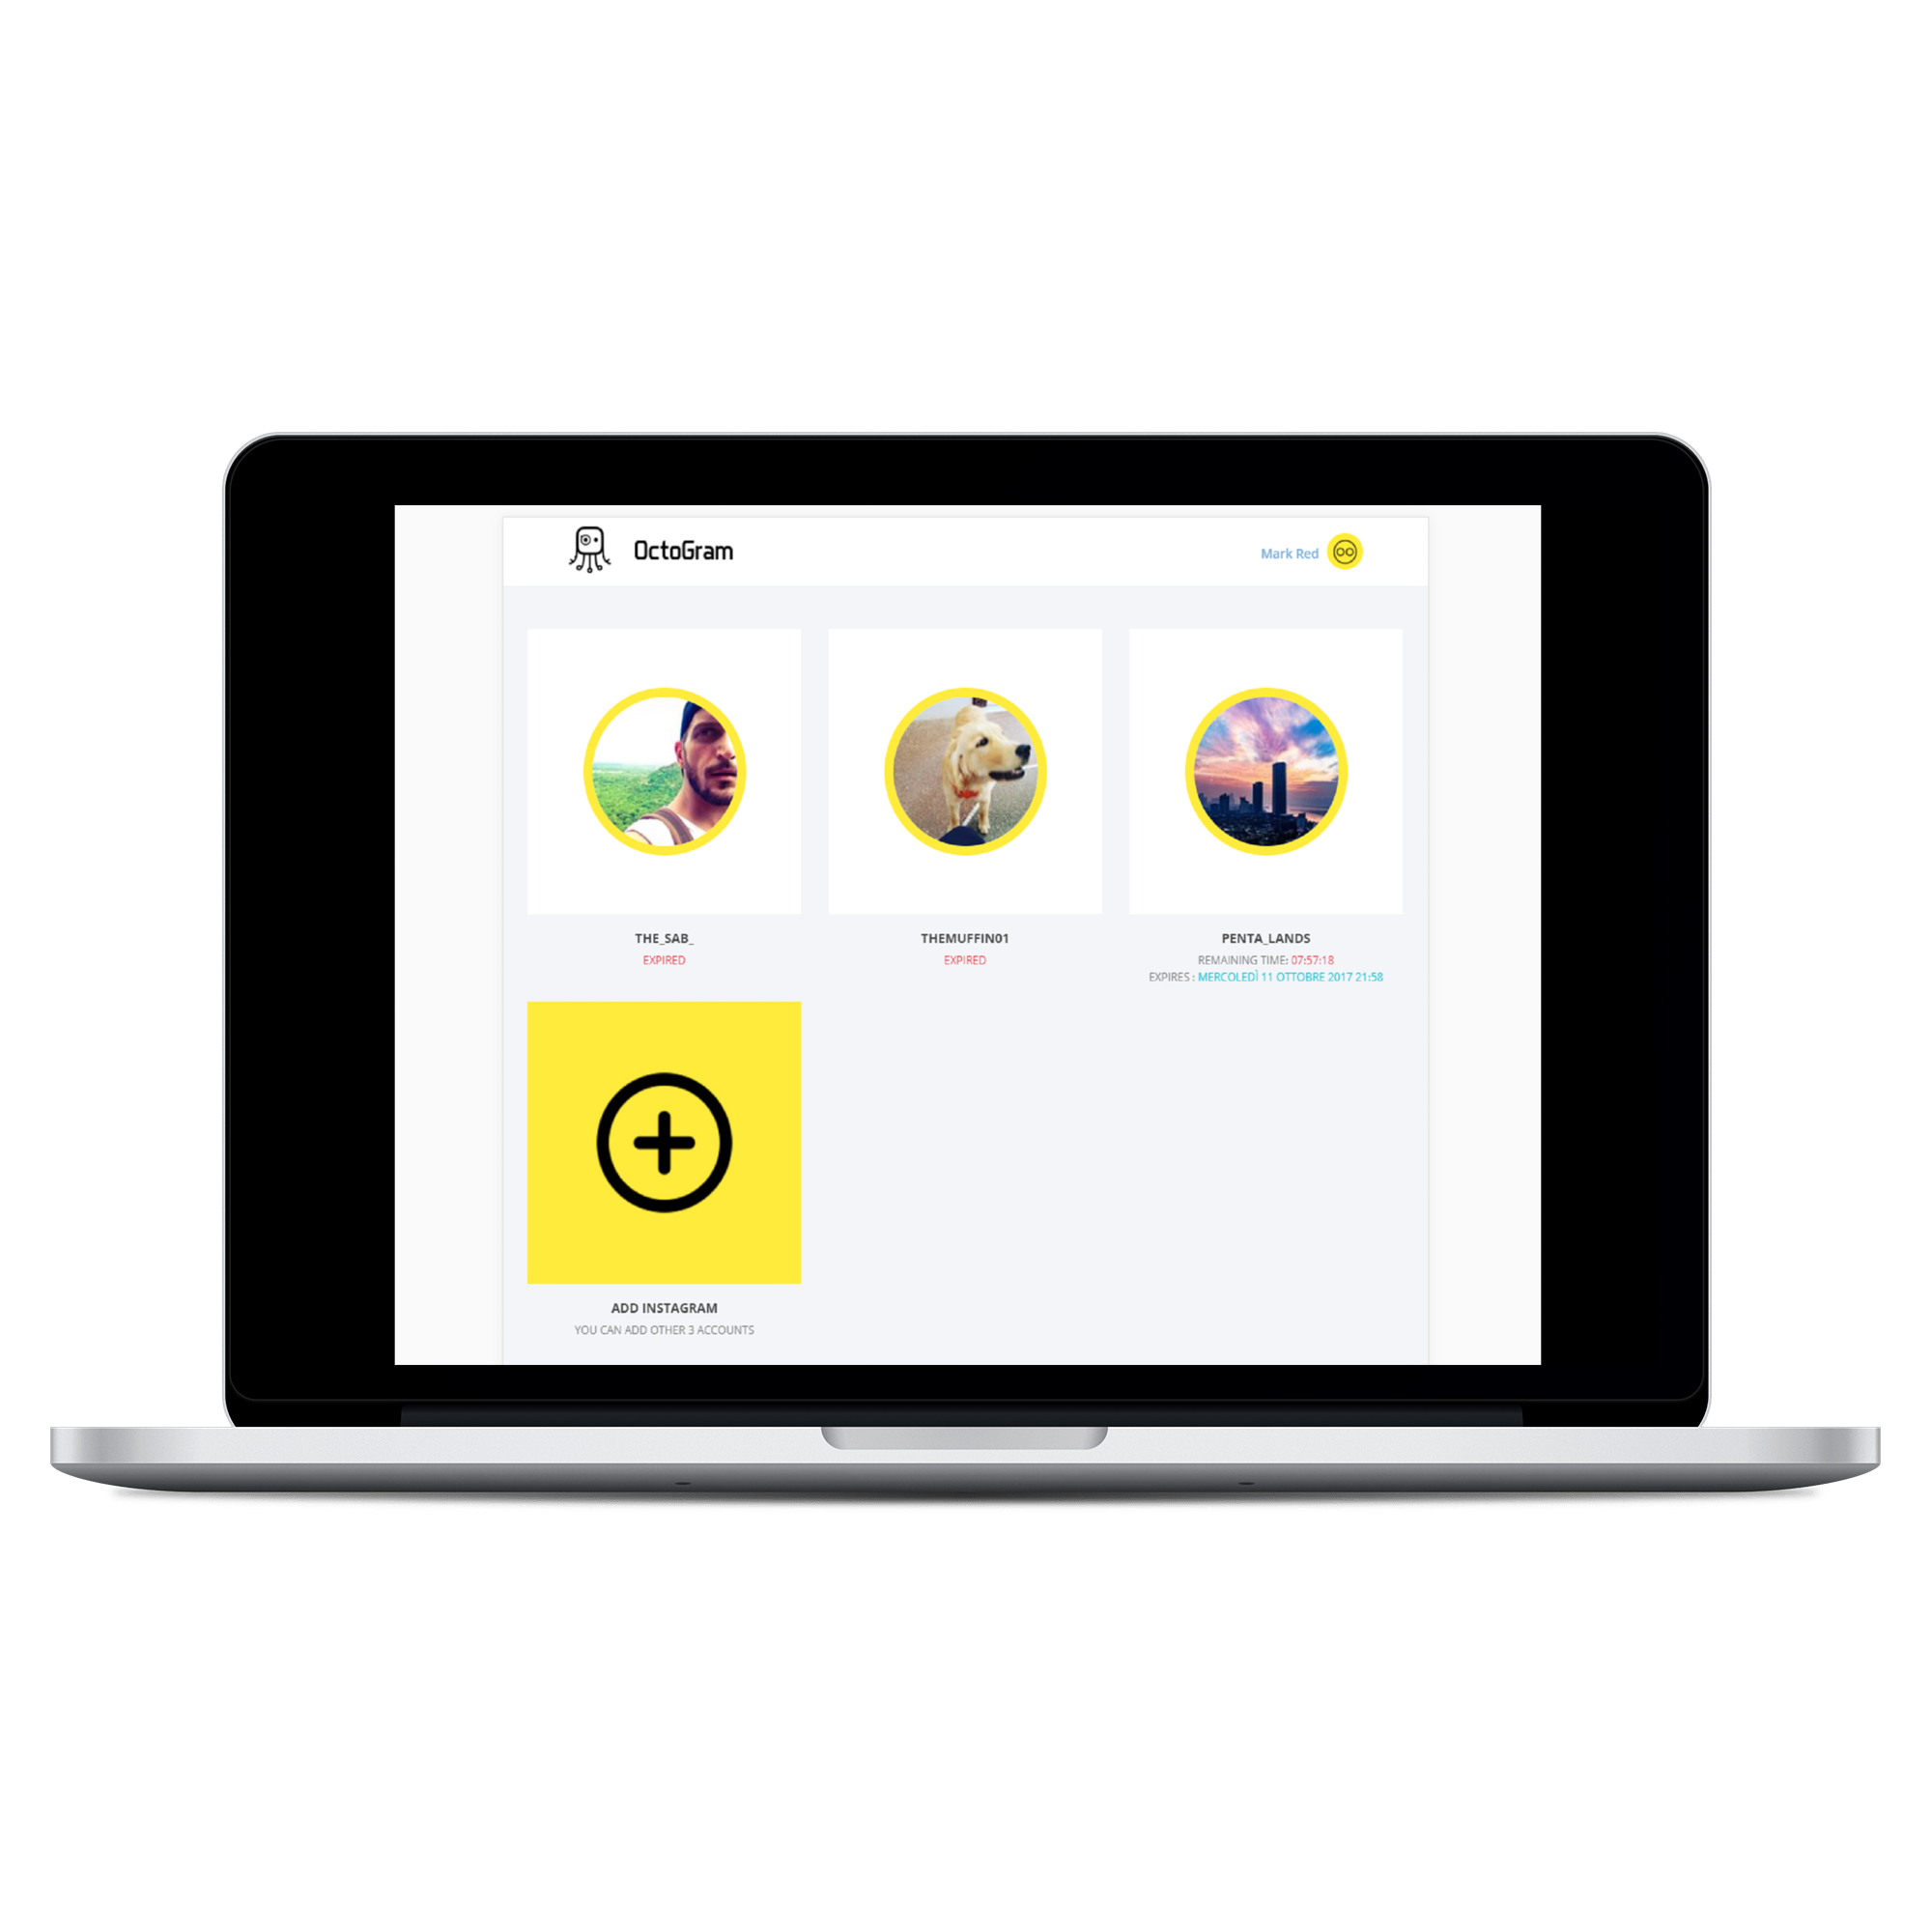 OctoGram
Mark Red
THE_SAB_
EXPIRED
THEMUFFIN01
EXPIRED
PENTA_LANDS
REMAINING TIME: 07:57:18
EXPIRES : MERCOLEDÌ 11 OTTOBRE 2017 21:58
ADD INSTAGRAM
YOU CAN ADD OTHER 3 ACCOUNTS